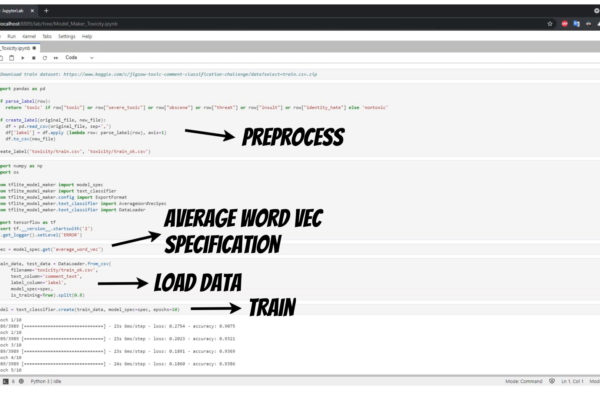 JupyterLab
localhost:8889/lab/tree/Model_Maker_Toxicity.ipynb
Run Kernel Tabs Settings Help
_Toxicity.ipynb
Code
Download train dataset: https://www.kaggle.com/c/jigsaw-toxic-comment-classification-challenge/data?select=train.csv.zip
port pandas as pd
# parse_label(row):
return 'toxic' if row["toxic"] or row["severe_toxic"] or row["obscene"] or row["threat"] or row["insult"] or row["identity_hate"] else 'nontoxic'
# create_label(original_file, new_file):
df = pd.read_csv(original_file, sep=",")
df['label'] = df.apply (lambda row: parse_label(row), axis=1)
df.to_csv(new_file)
eate_label('toxicity/train.csv', 'toxicity/train_ok.csv')
PREPROCESS
port numpy as np
port os
om tflite_model_maker import model_spec
om tflite_model_maker import text_classifier
om tflite_model_maker.config import ExportFormat
om tflite_model_maker.text_classifier import AverageWordVecSpec
om tflite_model_maker.text_classifier import DataLoader
port tensorflow as tf
sert tf.__version__.startswith('2')
.get_logger().setLevel('ERROR')
ec = model_spec.get('average_word_vec')
AVERAGE WORD VEC
SPECIFICATION
ain_data, test_data = DataLoader.from_csv(
filename='toxicity/train_ok.csv',
text_column='comment_text',
label_column='label',
model_spec=spec,
is_training=True).split(0.8)
LOAD DATA
del = text_classifier.create(train_data, model_spec=spec, epochs=10)
TRAIN
och 1/10
89/3989 [==============================] - 25s 6ms/step - loss: 0.2754 - accuracy: 0.9075
och 2/10
89/3989 [==============================] - 23s 6ms/step - loss: 0.2023 - accuracy: 0.9321
och 3/10
89/3989 [==============================] - 23s 6ms/step - loss: 0.1891 - accuracy: 0.9369
och 4/10
89/3989 [==============================] - 24s 6ms/step - loss: 0.1860 - accuracy: 0.9386
och 5/10
Python 3 | Idle
Mode: Command
Ln 1, Col 1